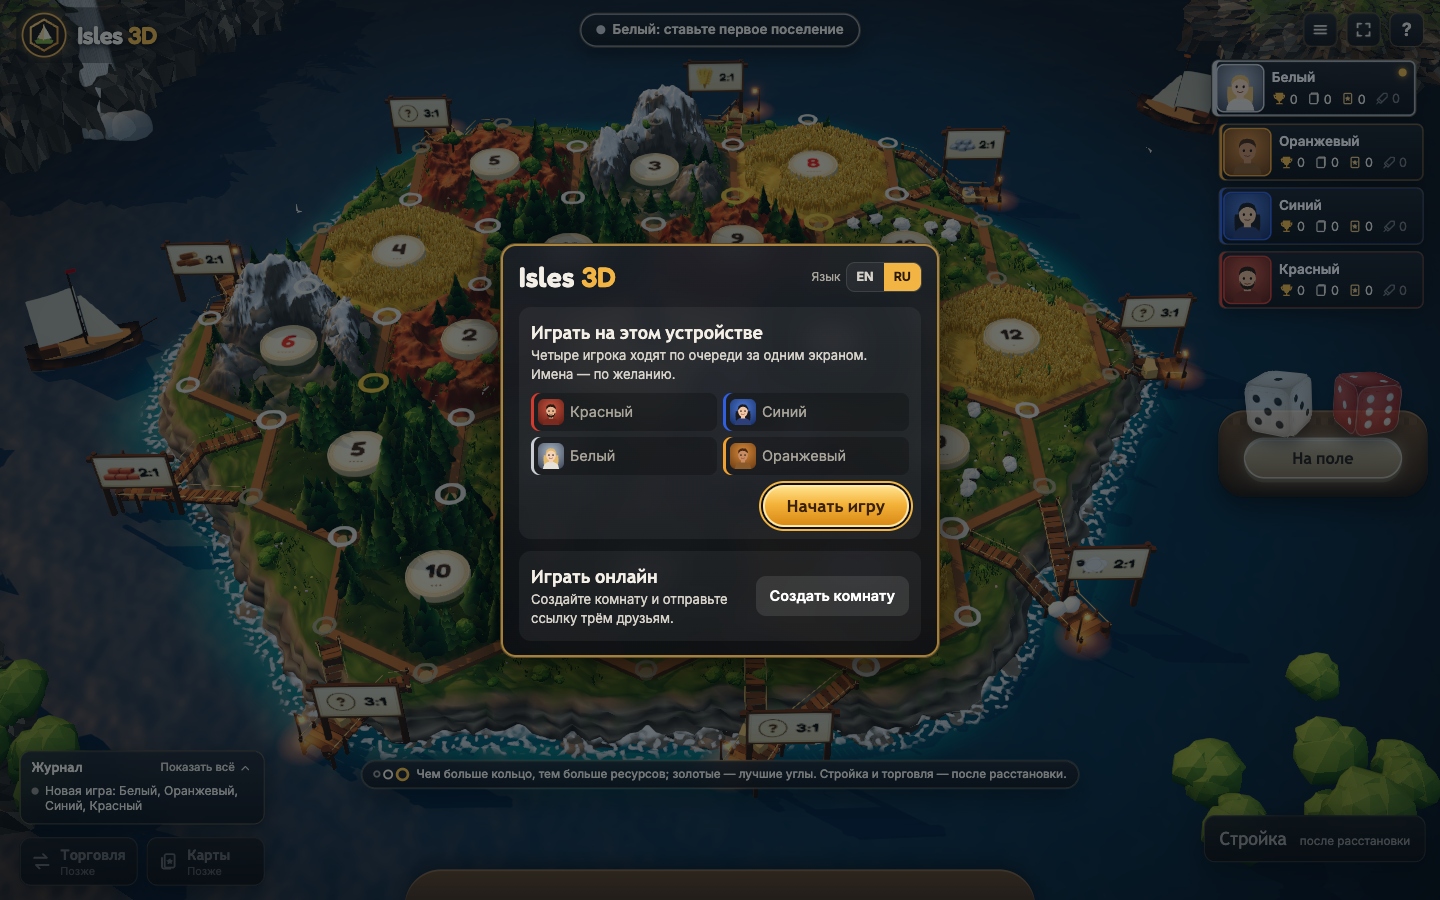 Isles 3D
Белый: ставьте первое поселение
?
Белый
0 0 0 0
Оранжевый
0 0 0 0
Синий
0 0 0 0
Красный
0 0 0 0
2:1
? 3:1
2:1
5
3
8
4
9
2:1
6
2
12
? 3:1
5
2:1
10
2:1
? 3:1
? 3:1
Isles 3D
Язык EN RU
Играть на этом устройстве
Четыре игрока ходят по очереди за одним экраном.
Имена — по желанию.
Красный
Синий
Белый
Оранжевый
Начать игру
Играть онлайн
Создайте комнату и отправьте
ссылку трём друзьям.
Создать комнату
На поле
Журнал
Показать всё
Новая игра: Белый, Оранжевый,
Синий, Красный
Чем больше кольцо, тем больше ресурсов; золотые — лучшие углы. Стройка и торговля — после расстановки.
Торговля
Позже
Карты
Позже
Стройка после расстановки